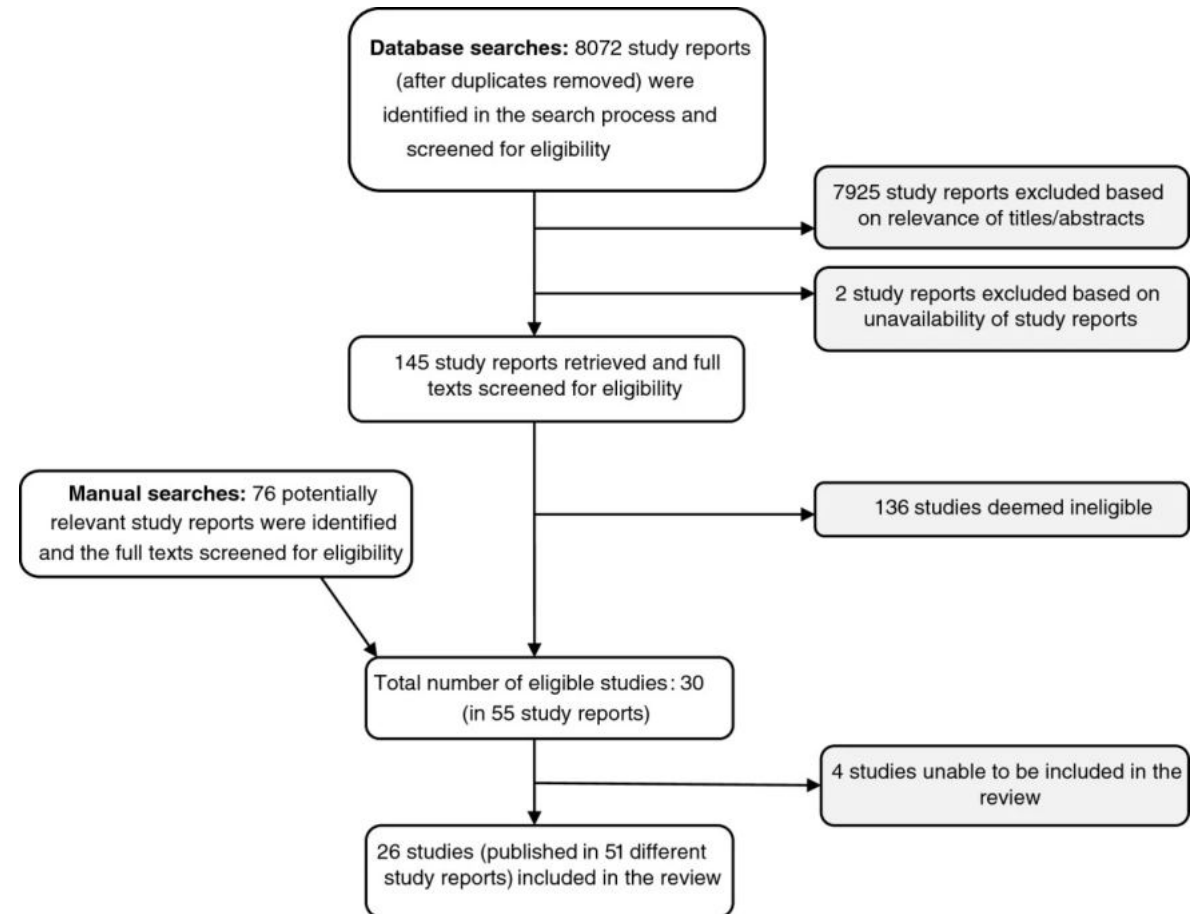 Database searches: 8072 study reports
(after duplicates removed) were
identified in the search process and
screened for eligibility
7925 study reports excluded based
on relevance of titles/abstracts
2 study reports excluded based on
unavailability of study reports
145 study reports retrieved and full
texts screened for eligibility
Manual searches: 76 potentially
relevant study reports were identified
and the full texts screened for eligibility
136 studies deemed ineligible
Total number of eligible studies: 30
(in 55 study reports)
4 studies unable to be included in the
review
26 studies (published in 51 different
study reports) included in the review